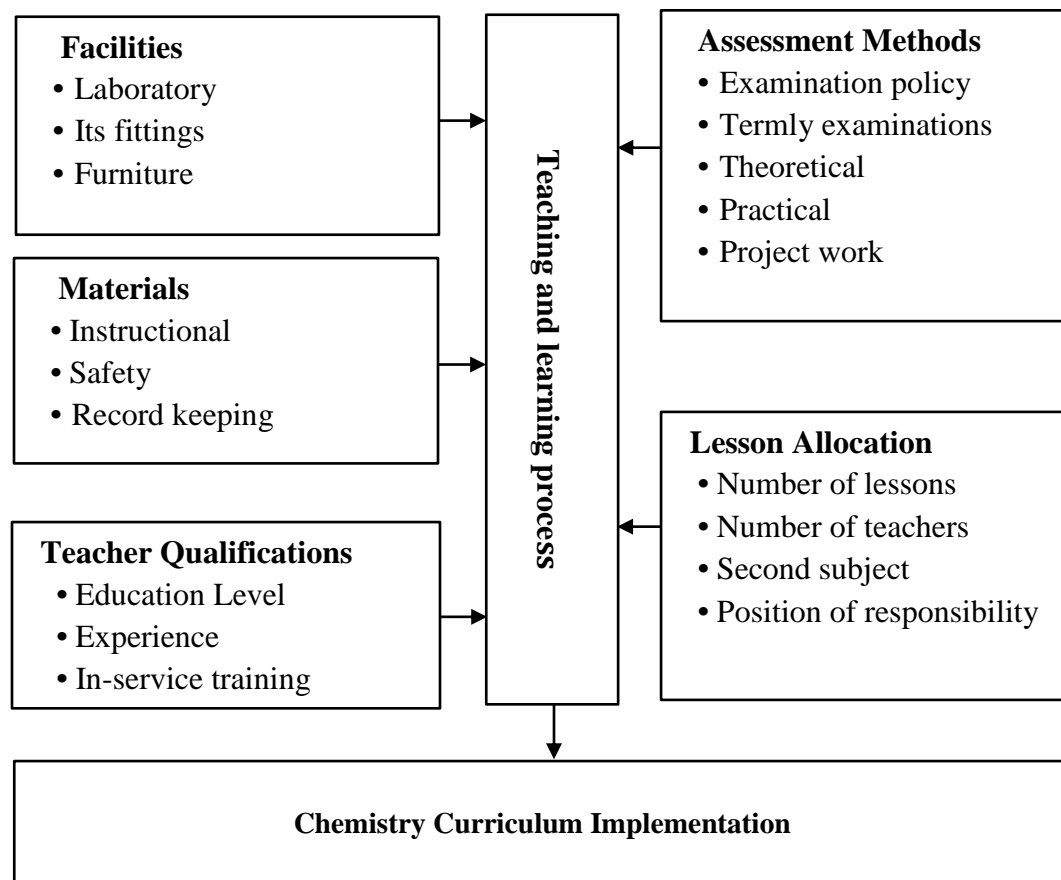 Facilities
• Laboratory
• Its fittings
• Furniture
Materials
• Instructional
• Safety
• Record keeping
Teacher Qualifications
• Education Level
• Experience
• In-service training
Teaching and learning process
Assessment Methods
• Examination policy
• Termly examinations
• Theoretical
• Practical
• Project work
Lesson Allocation
• Number of lessons
• Number of teachers
• Second subject
• Position of responsibility
Chemistry Curriculum Implementation